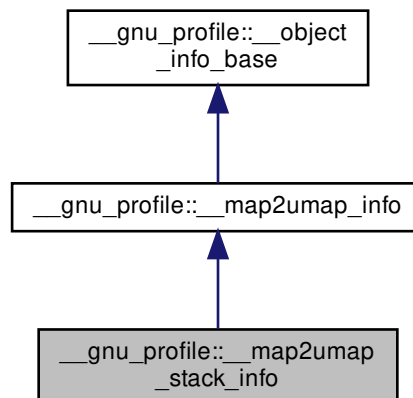 __gnu_profile::__object
_info_base
__gnu_profile::__map2umap_info
__gnu_profile::__map2umap
_stack_info